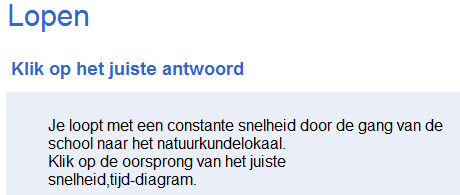 Lopen
Klik op het juiste antwoord
Je loopt met een constante snelheid door de gang van de
school naar het natuurkundelokaal.
Klik op de oorsprong van het juiste
snelheid,tijd-diagram.